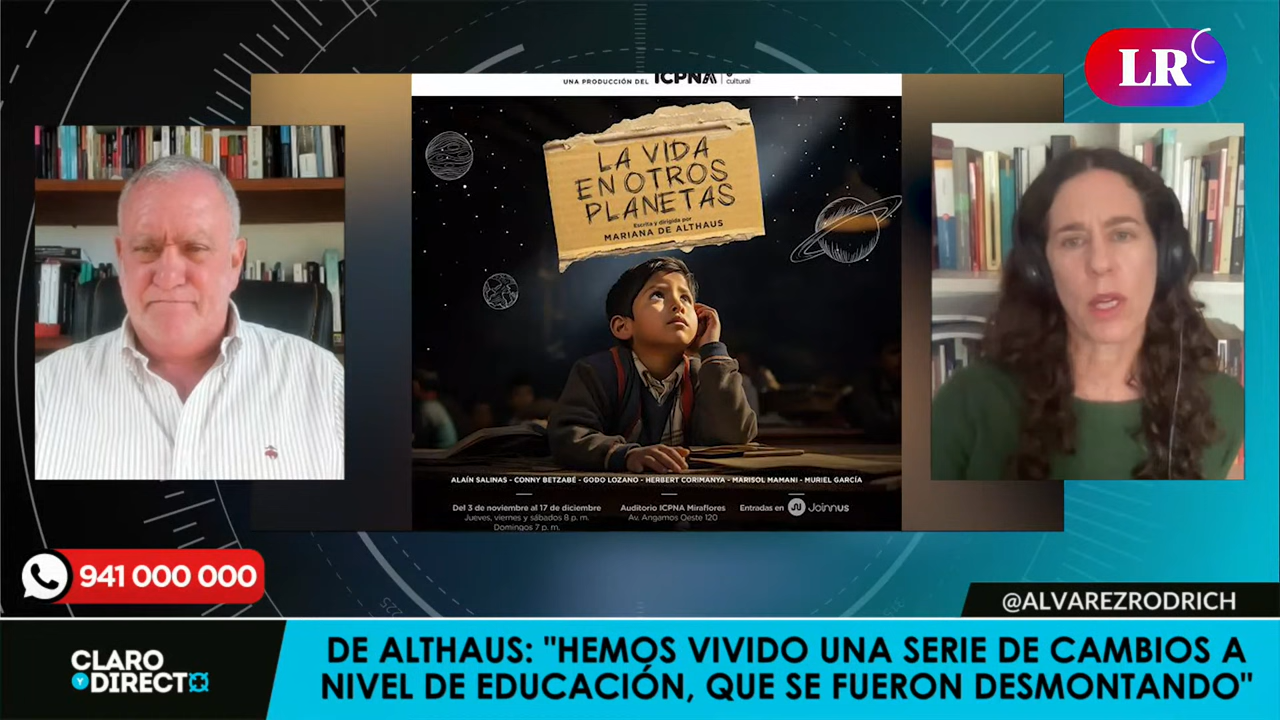 LR
UNA PRODUCCIÓN DEL ICPNA cultural
LA VIDA
EN OTROS
PLANETAS
Escrita y dirigida por
MARIANA DE ALTHAUS
ALAÍN SALINAS - CONNY BETZABÉ - GODO LOZANO - HERBERT CORIMANYA - MARISOL MAMANI - MURIEL GARCÍA
Del 3 de noviembre al 17 de diciembre
Jueves, viernes y sábados 8 p. m.
Domingos 7 p. m.
Auditorio ICPNA Miraflores
Av. Angamos Oeste 120
Entradas en Joinnus
941 000 000
@ALVAREZRODRICH
CLARO
Y DIRECTO
DE ALTHAUS: "HEMOS VIVIDO UNA SERIE DE CAMBIOS A
NIVEL DE EDUCACIÓN, QUE SE FUERON DESMONTANDO"